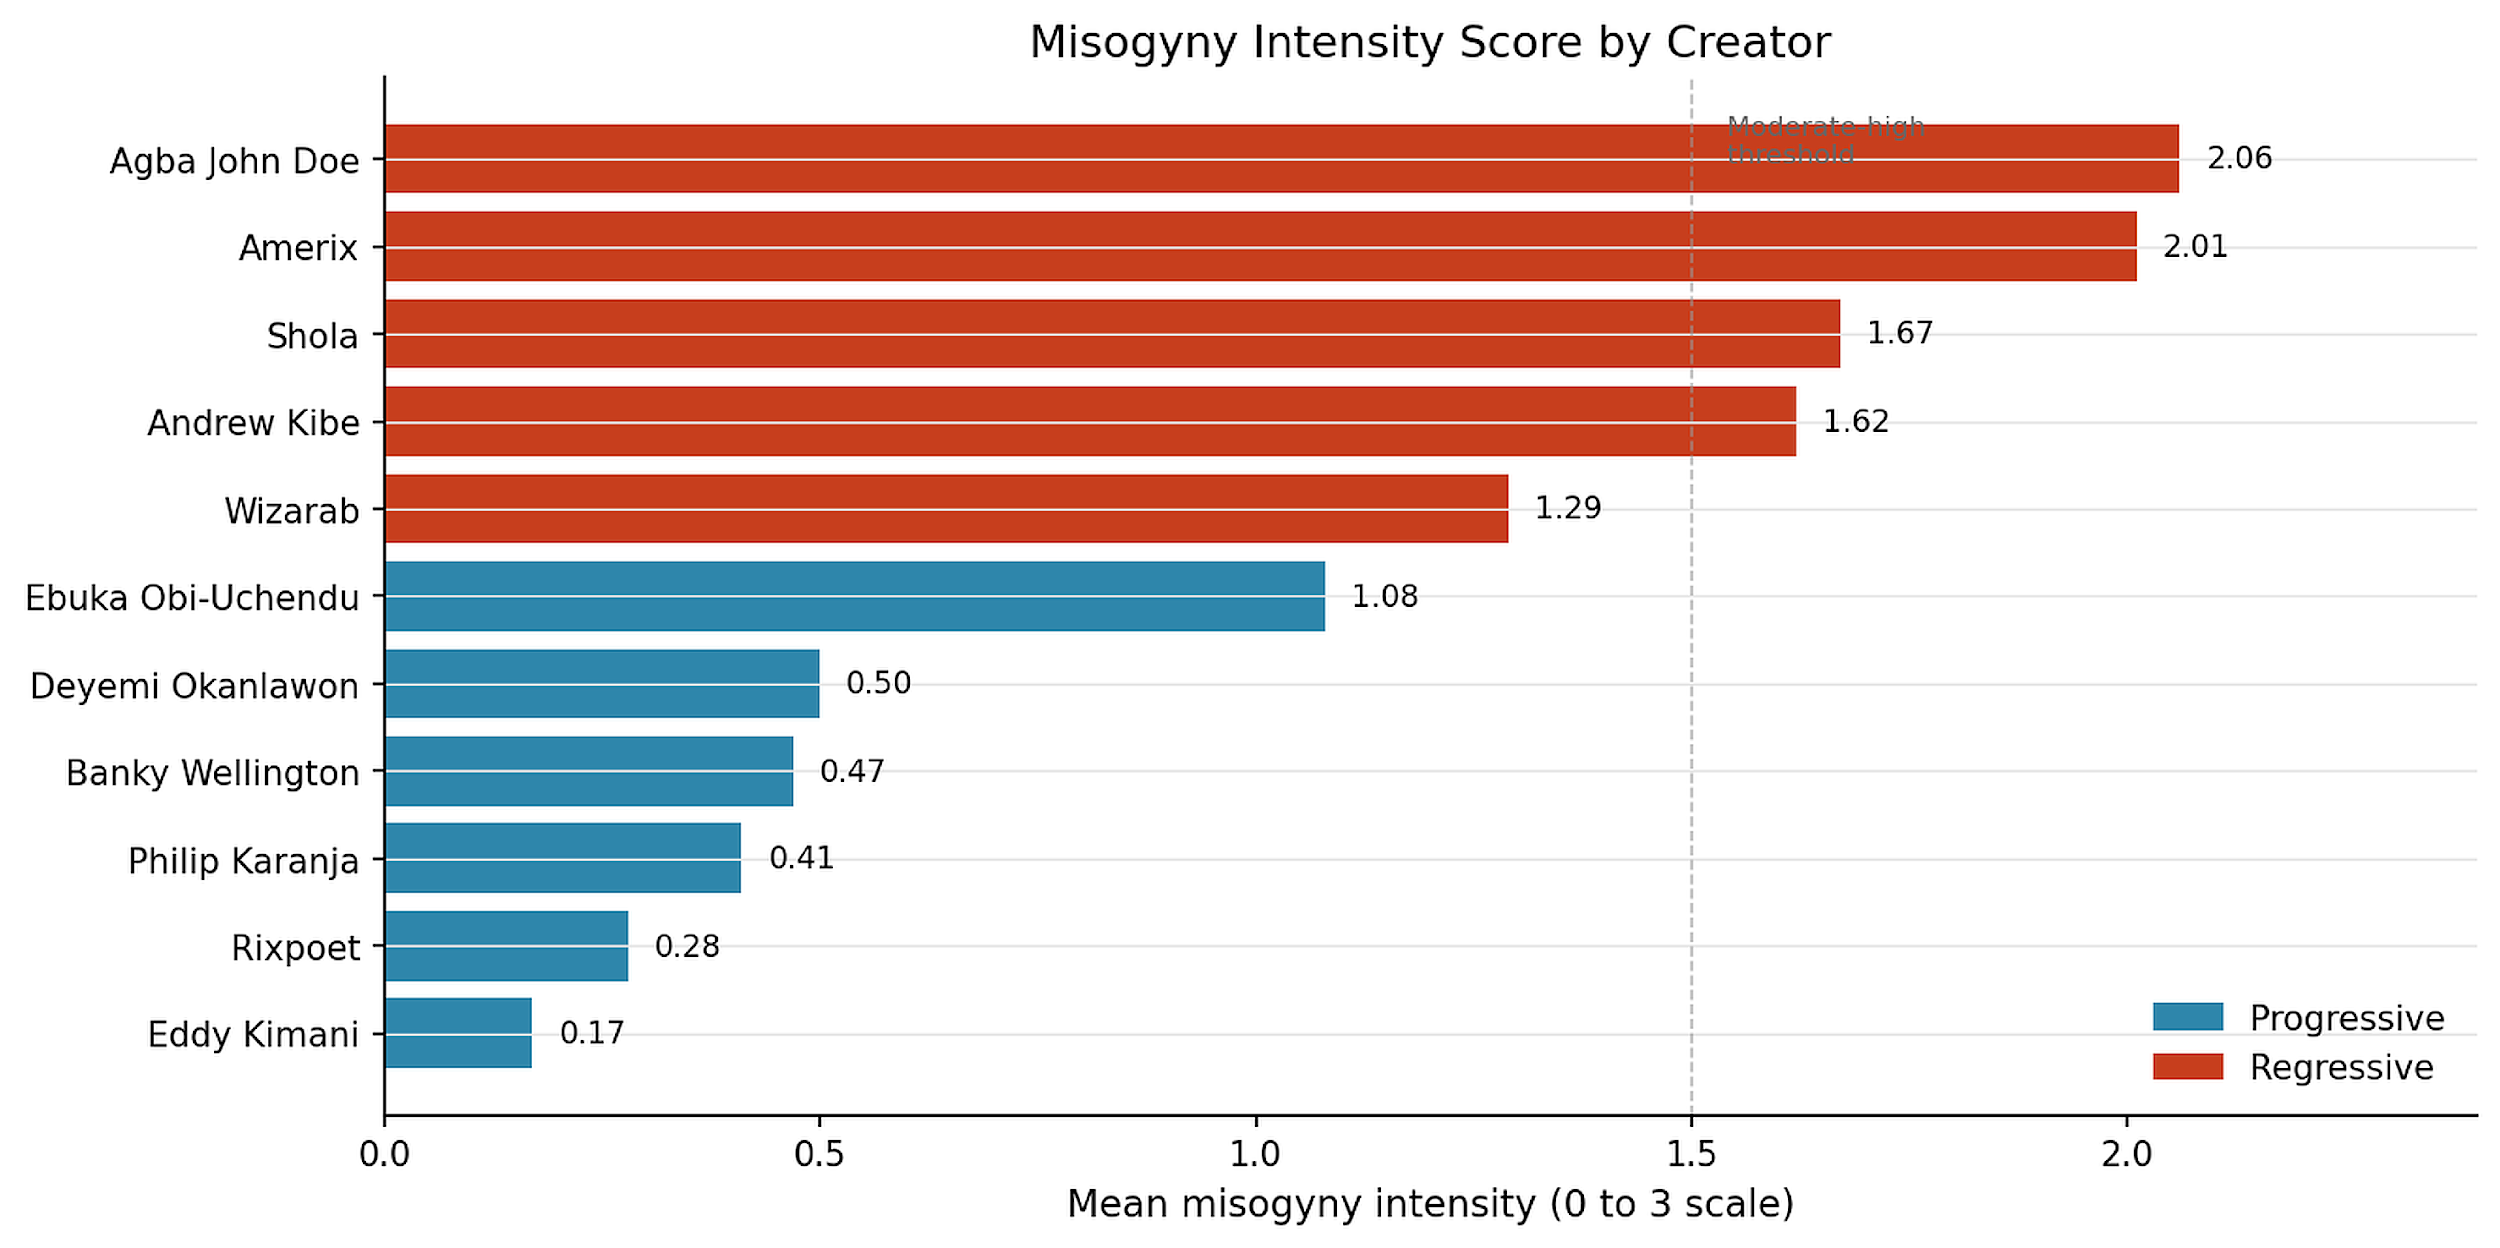 Misogyny Intensity Score by Creator
Moderate-high
threshold
Agba John Doe 2.06
Amerix 2.01
Shola 1.67
Andrew Kibe 1.62
Wizarab 1.29
Ebuka Obi-Uchendu 1.08
Deyemi Okanlawon 0.50
Banky Wellington 0.47
Philip Karanja 0.41
Rixpoet 0.28
Eddy Kimani 0.17
Progressive
Regressive
0.0 0.5 1.0 1.5 2.0
Mean misogyny intensity (0 to 3 scale)